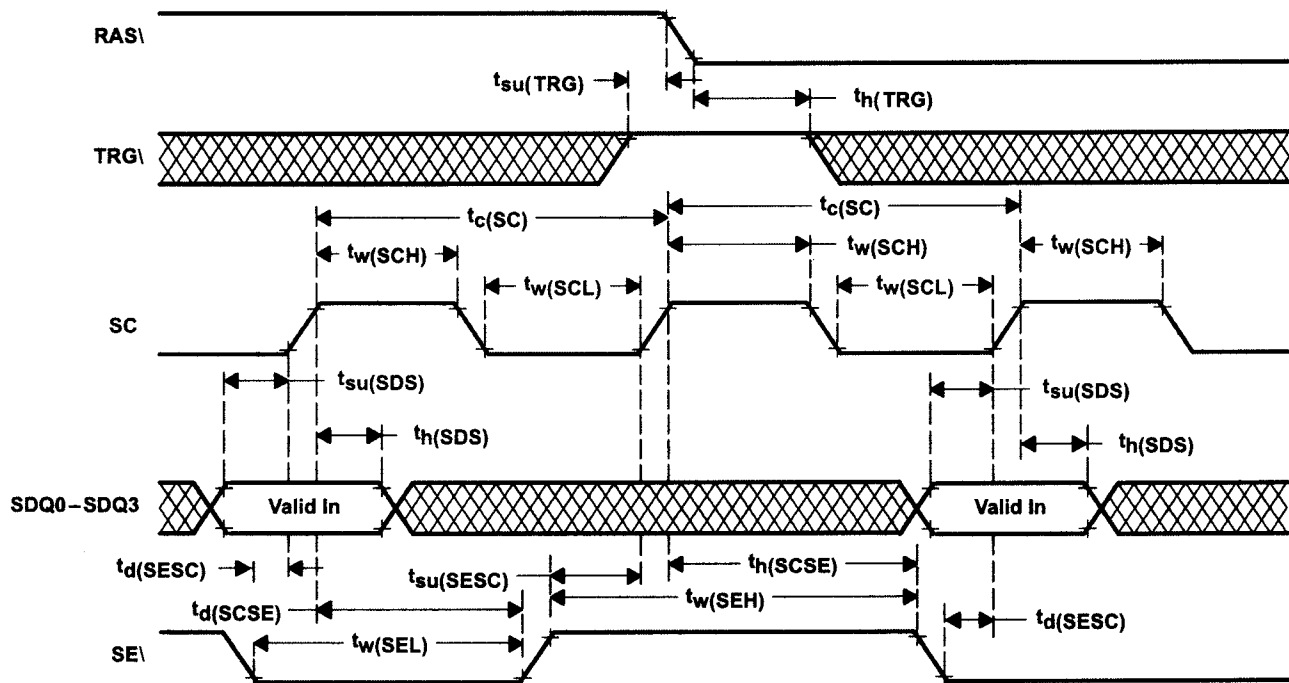 RAS\
tsu(TRG)
th(TRG)
TRG\
tc(SC)
tc(SC)
tw(SCH)
tw(SCH)
tw(SCH)
tw(SCL)
tw(SCL)
SC
tsu(SDS)
tsu(SDS)
th(SDS)
th(SDS)
SDQ0–SDQ3
Valid In
Valid In
td(SESC)
tsu(SESC)
th(SCSE)
td(SCSE)
tw(SEH)
td(SESC)
tw(SEL)
SE\